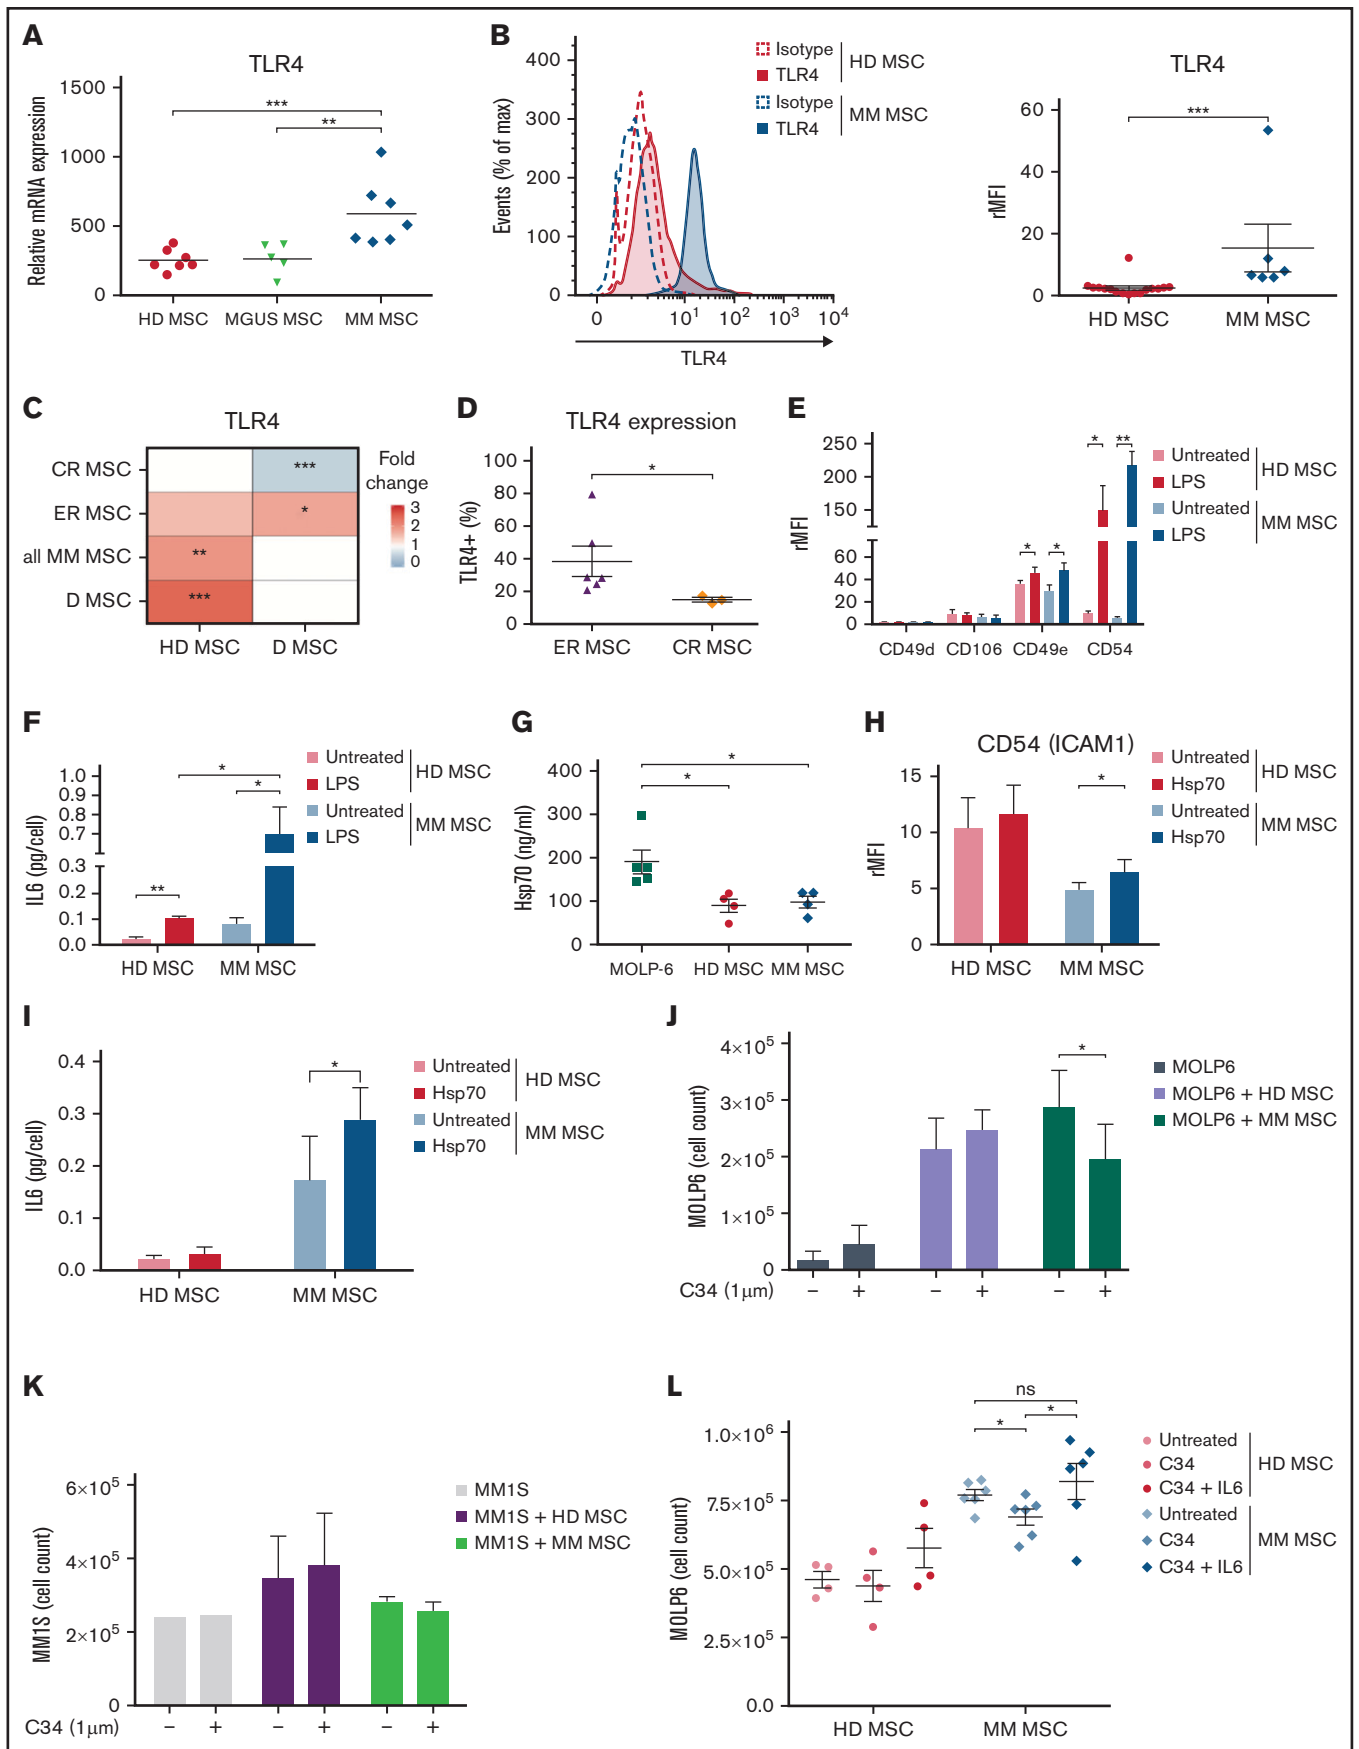 A
TLR4
Relative mRNA expression
1500
1000
500
0
***
**
HD MSC
MGUS MSC
MM MSC
B
Events (% of max)
400
300
200
100
0
0
10¹
10²
10³
10⁴
TLR4
Isotype
TLR4
HD MSC
Isotype
TLR4
MM MSC
TLR4
rMFI
60
40
20
0
***
HD MSC
MM MSC
C
TLR4
CR MSC
ER MSC
all MM MSC
D MSC
***
*
**
***
HD MSC
D MSC
Fold
change
3
2
1
0
D
TLR4 expression
TLR4+ (%)
100
80
60
40
20
0
*
ER MSC
CR MSC
E
rMFI
250
200
150
60
40
20
0
*
*
*
**
CD49d
CD106
CD49e
CD54
Untreated
LPS
HD MSC
Untreated
LPS
MM MSC
F
IL6 (pg/cell)
1.0
0.9
0.8
0.7
0.3
0.2
0.1
0.0
**
*
*
HD MSC
MM MSC
Untreated
LPS
HD MSC
Untreated
LPS
MM MSC
G
Hsp70 (ng/ml)
400
300
200
100
0
*
*
MOLP-6
HD MSC
MM MSC
H
CD54 (ICAM1)
rMFI
15
10
5
0
*
HD MSC
MM MSC
Untreated
Hsp70
HD MSC
Untreated
Hsp70
MM MSC
I
IL6 (pg/cell)
0.4
0.3
0.2
0.1
0.0
*
HD MSC
MM MSC
Untreated
Hsp70
HD MSC
Untreated
Hsp70
MM MSC
J
MOLP6 (cell count)
4×10⁵
3×10⁵
2×10⁵
1×10⁵
0
*
C34 (1μm)
– + – + – +
MOLP6
MOLP6 + HD MSC
MOLP6 + MM MSC
K
MM1S (cell count)
6×10⁵
4×10⁵
2×10⁵
0
C34 (1μm)
– + – + – +
MM1S
MM1S + HD MSC
MM1S + MM MSC
L
MOLP6 (cell count)
1.0×10⁶
7.5×10⁵
5.0×10⁵
2.5×10⁵
0.0
ns
*
*
HD MSC
MM MSC
Untreated
C34
C34 + IL6
HD MSC
Untreated
C34
C34 + IL6
MM MSC